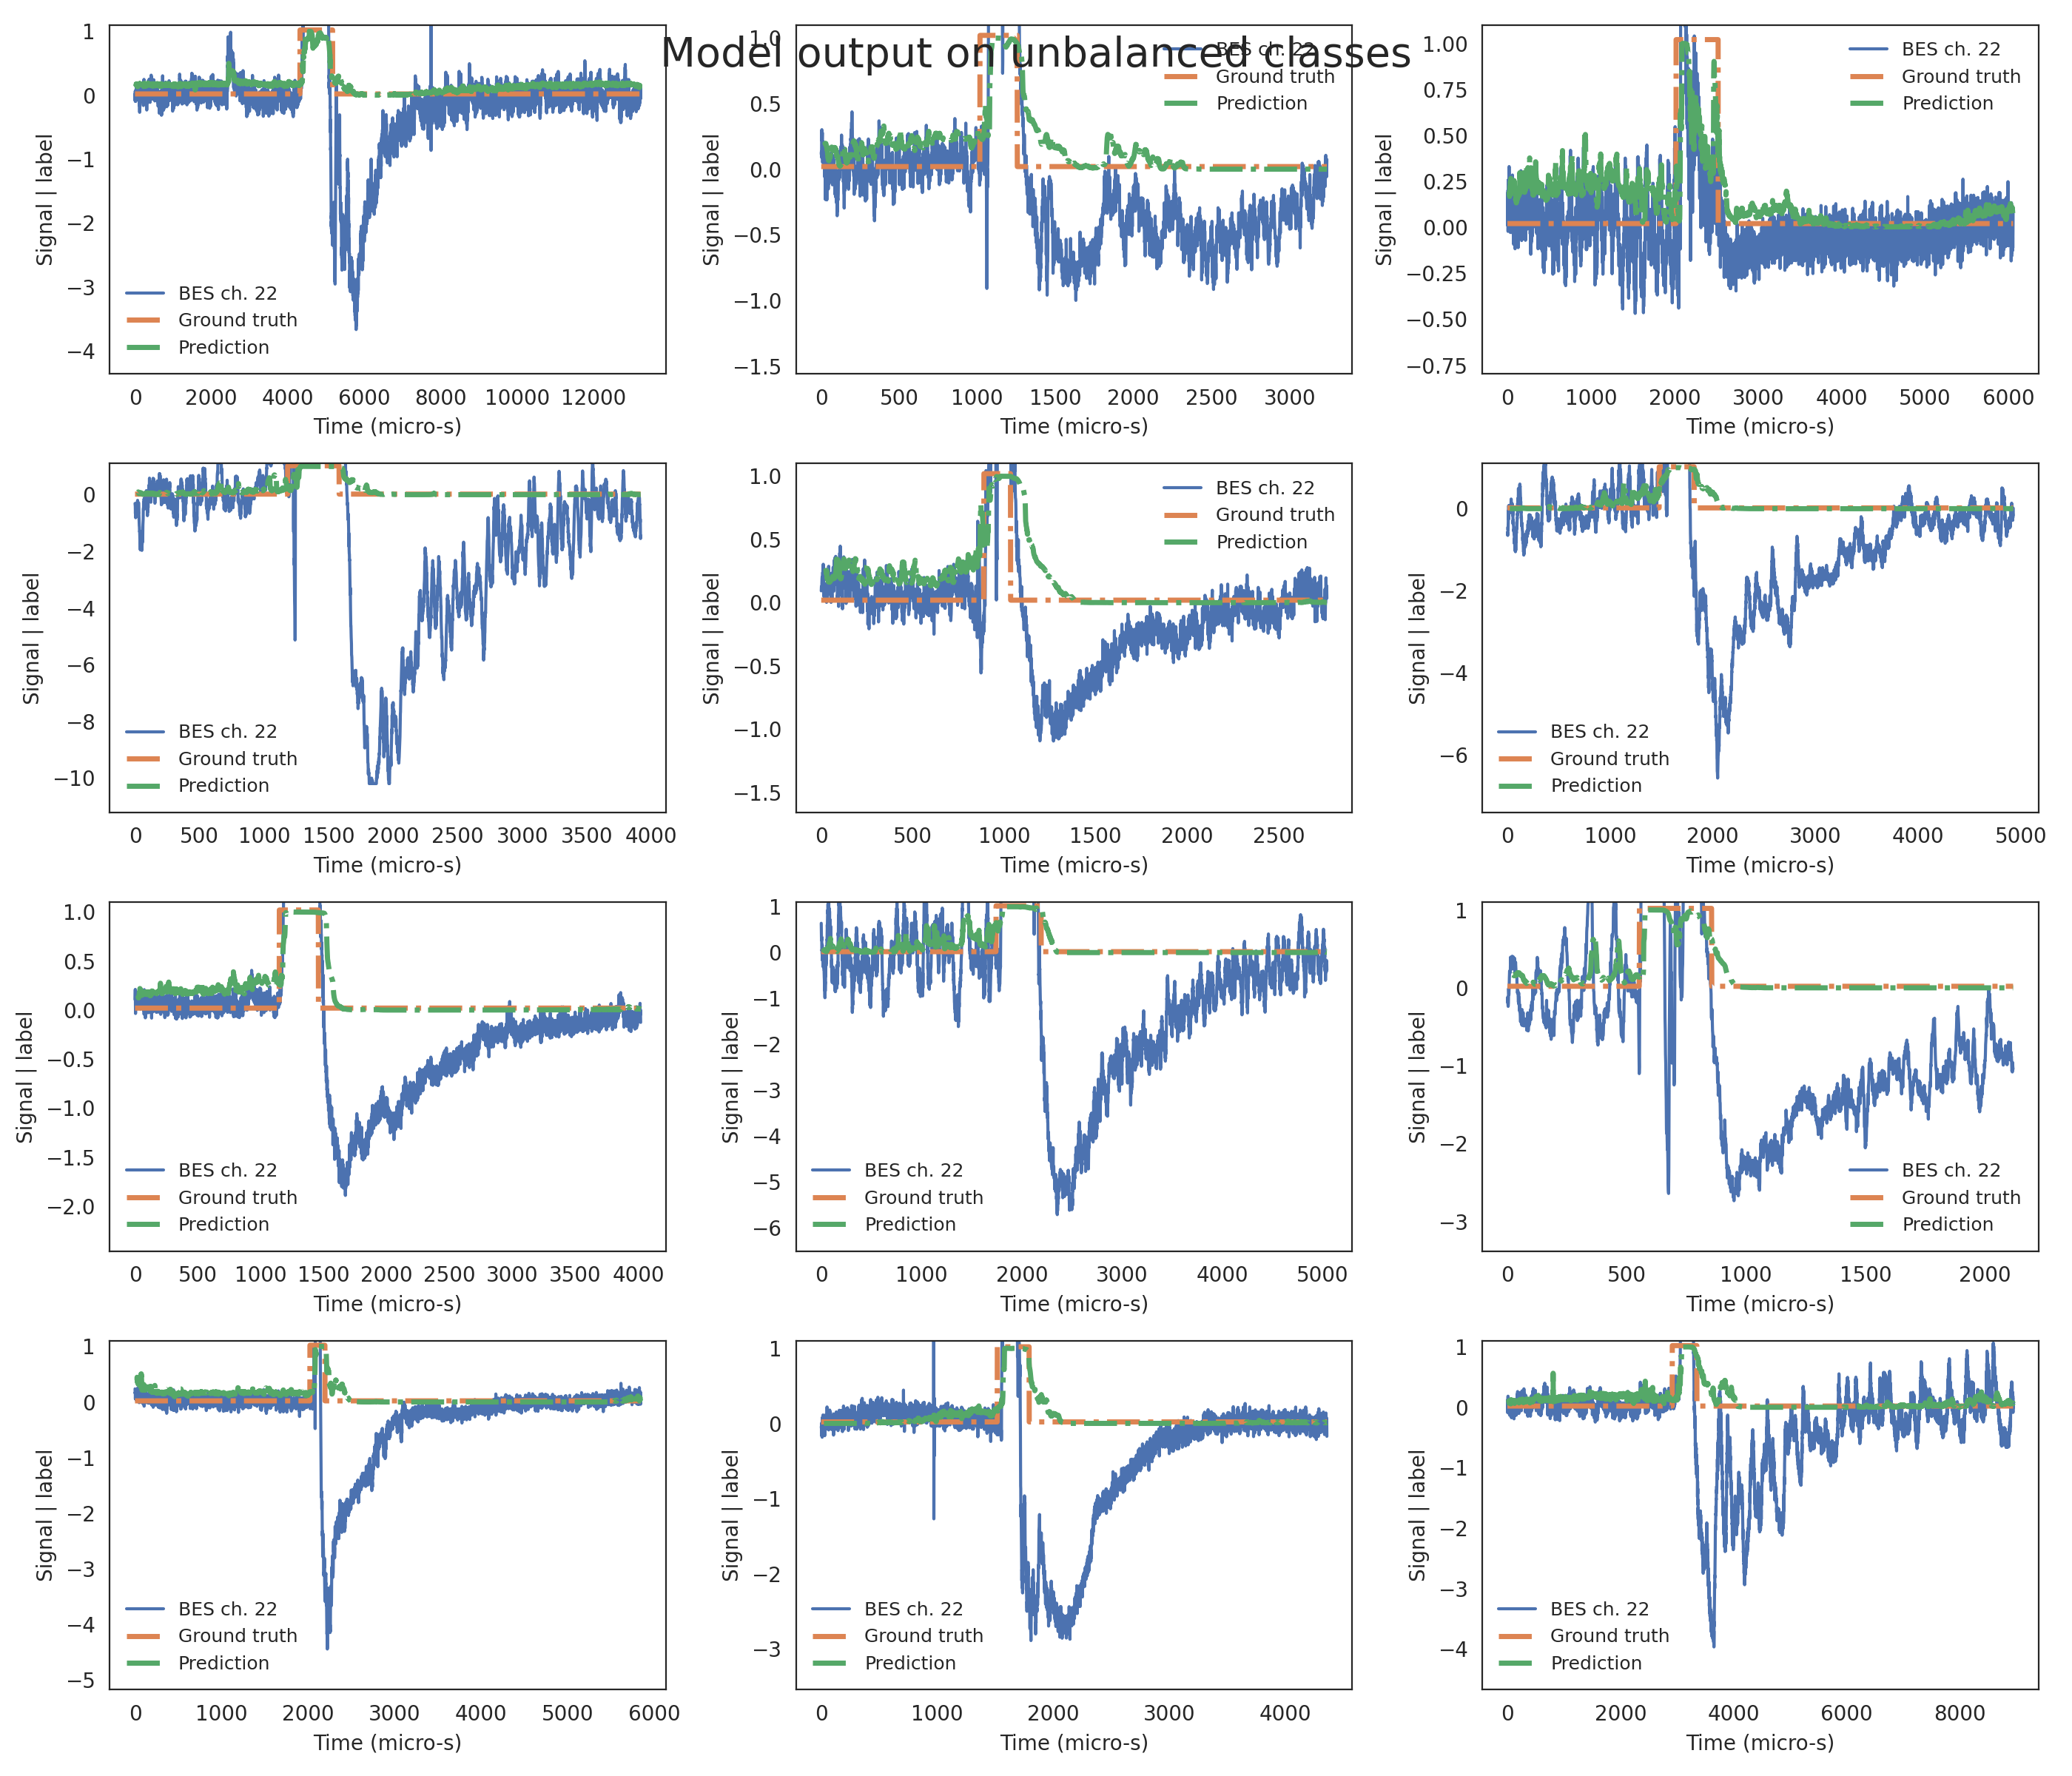 Model output on unbalanced classes
1
0
−1
−2
−3
−4
Signal | label
BES ch. 22
Ground truth
Prediction
0 2000 4000 6000 8000 10000 12000
Time (micro-s)
1.0
0.5
0.0
−0.5
−1.0
−1.5
Signal | label
BES ch. 22
Ground truth
Prediction
0 500 1000 1500 2000 2500 3000
Time (micro-s)
1.00
0.75
0.50
0.25
0.00
−0.25
−0.50
−0.75
Signal | label
BES ch. 22
Ground truth
Prediction
0 1000 2000 3000 4000 5000 6000
Time (micro-s)
0
−2
−4
−6
−8
−10
Signal | label
BES ch. 22
Ground truth
Prediction
0 500 1000 1500 2000 2500 3000 3500 4000
Time (micro-s)
1.0
0.5
0.0
−0.5
−1.0
−1.5
Signal | label
BES ch. 22
Ground truth
Prediction
0 500 1000 1500 2000 2500
Time (micro-s)
0
−2
−4
−6
Signal | label
BES ch. 22
Ground truth
Prediction
0 1000 2000 3000 4000 5000
Time (micro-s)
1.0
0.5
0.0
−0.5
−1.0
−1.5
−2.0
Signal | label
BES ch. 22
Ground truth
Prediction
0 500 1000 1500 2000 2500 3000 3500 4000
Time (micro-s)
1
0
−1
−2
−3
−4
−5
−6
Signal | label
BES ch. 22
Ground truth
Prediction
0 1000 2000 3000 4000 5000
Time (micro-s)
1
0
−1
−2
−3
Signal | label
BES ch. 22
Ground truth
Prediction
0 500 1000 1500 2000
Time (micro-s)
1
0
−1
−2
−3
−4
−5
Signal | label
BES ch. 22
Ground truth
Prediction
0 1000 2000 3000 4000 5000 6000
Time (micro-s)
1
0
−1
−2
−3
Signal | label
BES ch. 22
Ground truth
Prediction
0 1000 2000 3000 4000
Time (micro-s)
1
0
−1
−2
−3
−4
Signal | label
BES ch. 22
Ground truth
Prediction
0 2000 4000 6000 8000
Time (micro-s)